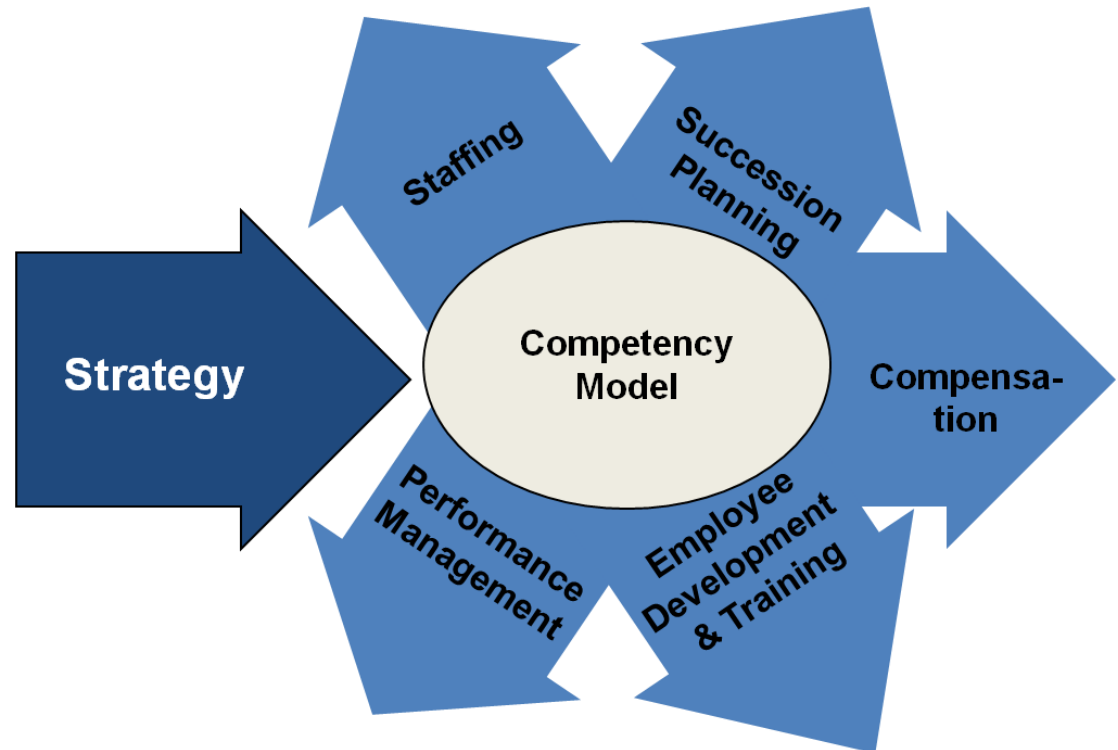 Staffing
Succession
Planning
Strategy
Competency
Model
Compensa-
tion
Performance
Management
Employee
Development
& Training